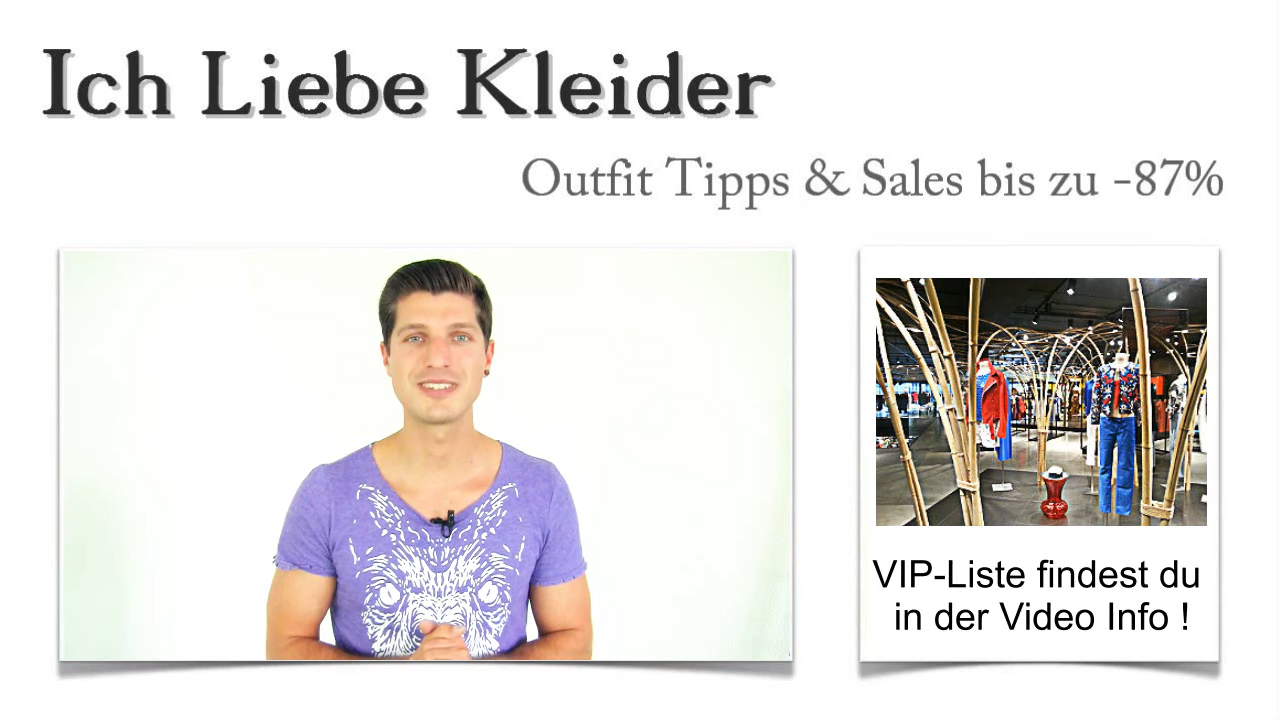 Ich Liebe Kleider
Outfit Tipps & Sales bis zu -87%
VIP-Liste findest du
in der Video Info !